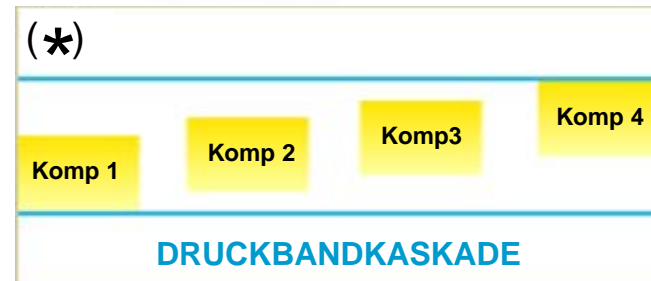 (*)
Komp 1
Komp 2
Komp3
Komp 4
DRUCKBANDKASKADE